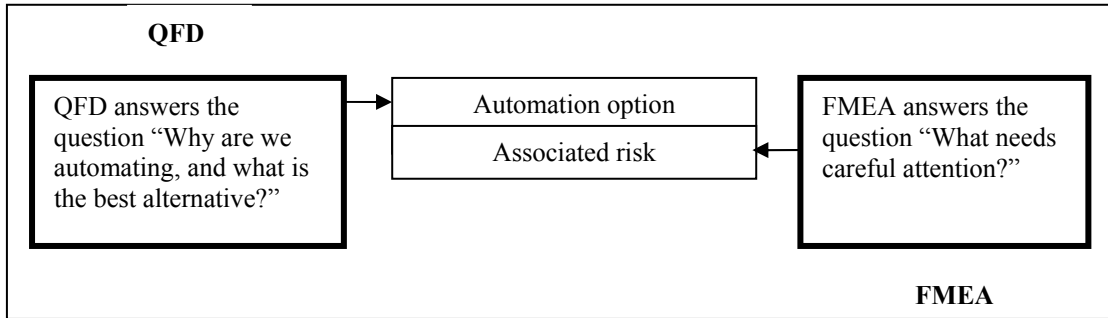 QFD
QFD answers the
question “Why are we
automating, and what is
the best alternative?”
Automation option
Associated risk
FMEA answers the
question “What needs
careful attention?”
FMEA